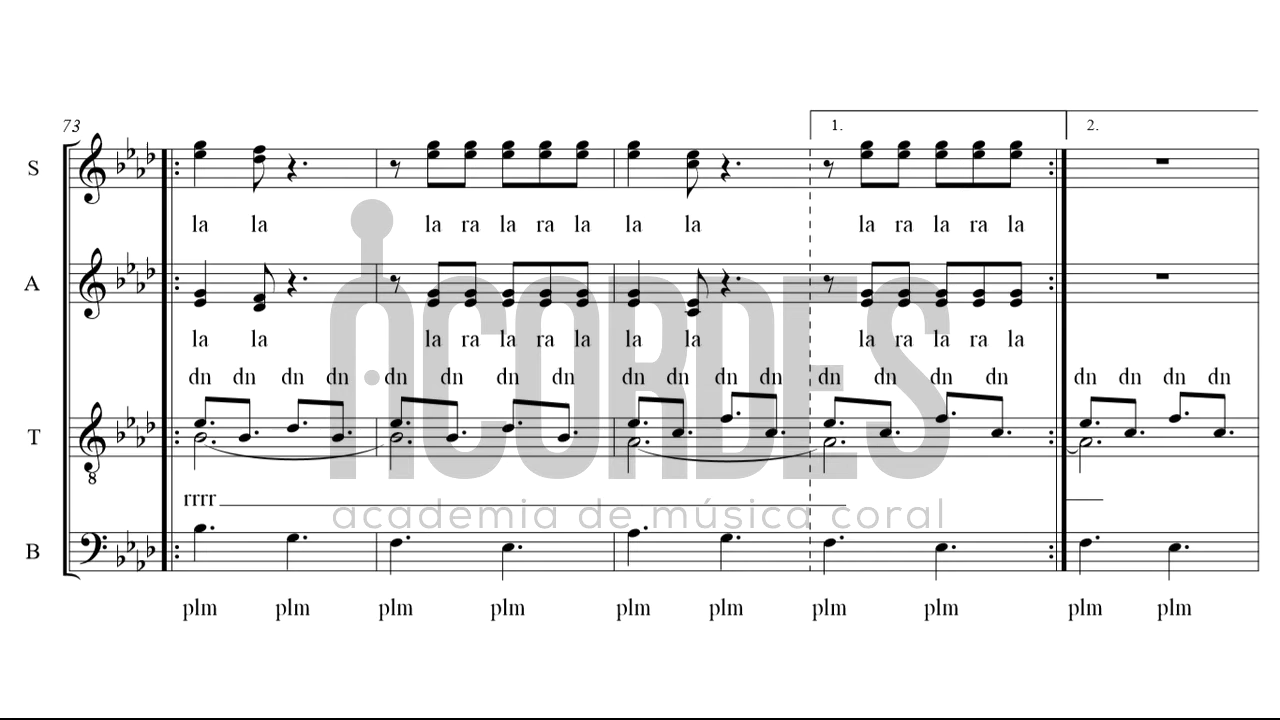 73
1. 2.
S
la la la ra la ra la la la la ra la ra la
A
la la la ra la ra la la la la ra la ra la
ACORDES
dn dn dn dn dn dn dn dn dn dn dn dn dn dn dn dn dn dn dn dn
T
8
rrrr
academia de música coral
B
plm plm plm plm plm plm plm plm plm plm